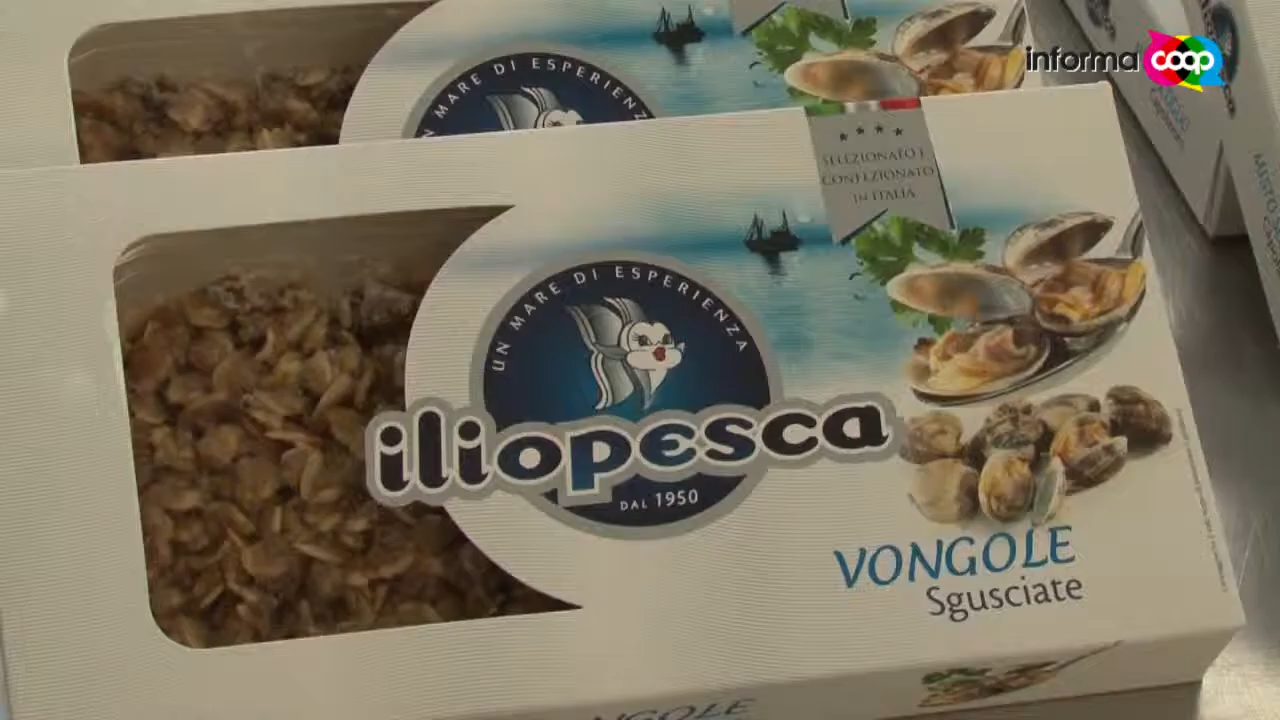 informa coop
UN MARE DI ESPERIENZ
SELEZIONATO E
CONFEZIONATO
IN ITALIA
UN MARE DI ESPERIENZA
iliopesca
DAL 1950
VONGOLE
Sgusciate
VONGOLE